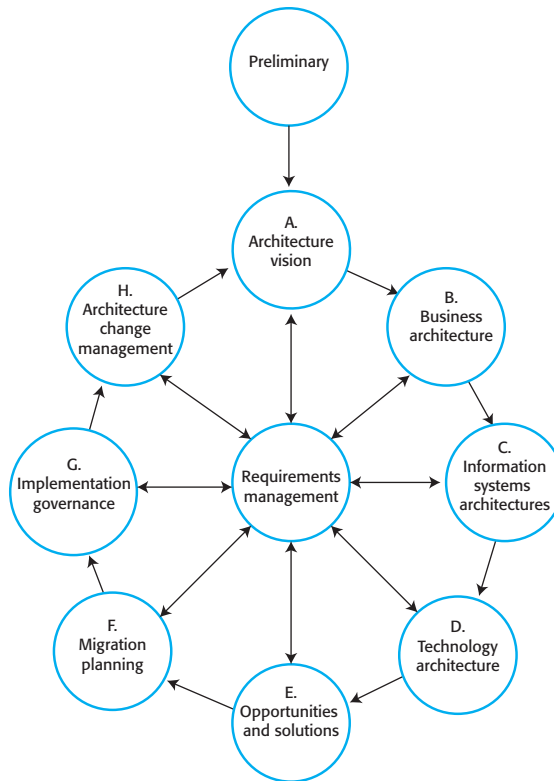 Preliminary
A.
Architecture
vision
B.
Business
architecture
C.
Information
systems
architectures
D.
Technology
architecture
E.
Opportunities
and solutions
F.
Migration
planning
G.
Implementation
governance
H.
Architecture
change
management
Requirements
management